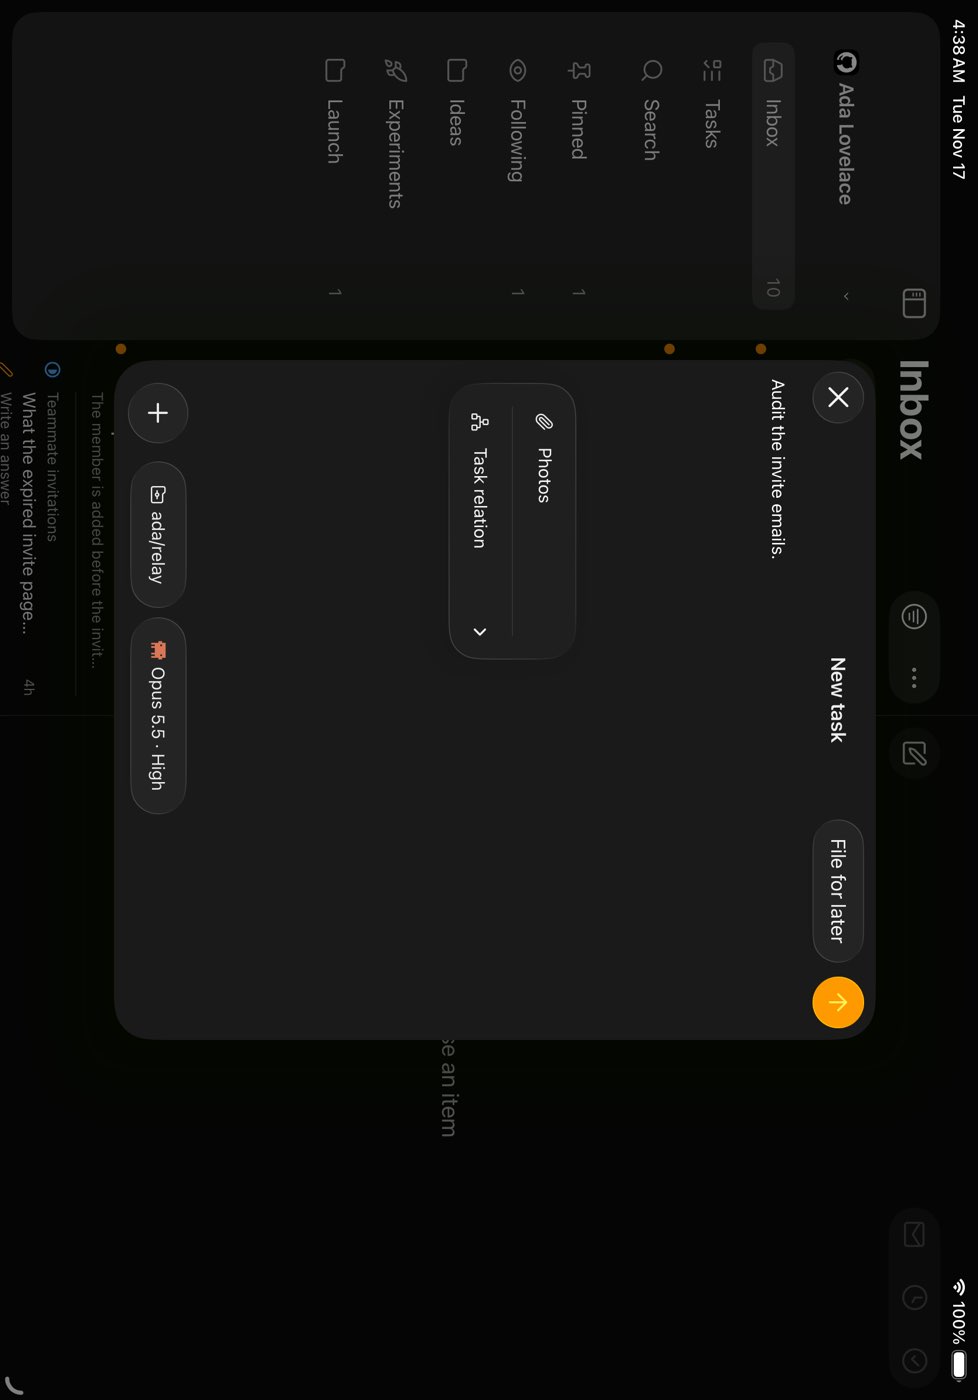 4:38 AM Tue Nov 17
100%
Inbox
Ada Lovelace
Inbox 10
Tasks
Search
Pinned 1
Following 1
Ideas
Experiments
Launch 1
New task
File for later
Audit the invite emails.
Photos
Task relation
ada/relay
Opus 5.5 · High
an item
The member is added before the invit...
Teammate invitations
What the expired invite page... 4h
Write an answer